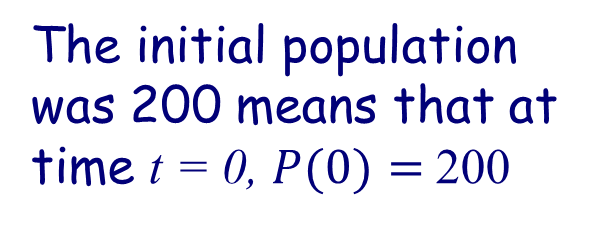 The initial population
was 200 means that at
time t = 0, P(0) = 200